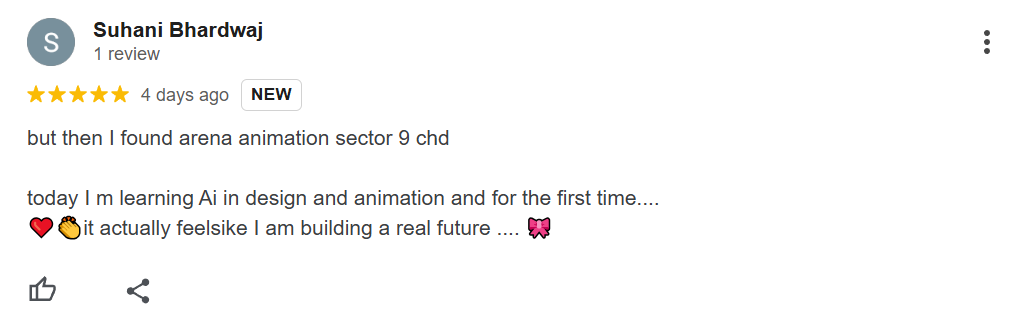 S
Suhani Bhardwaj
1 review
4 days ago NEW
but then I found arena animation sector 9 chd
today I m learning Ai in design and animation and for the first time....
❤️👏it actually feelsike I am building a real future .... 🎀